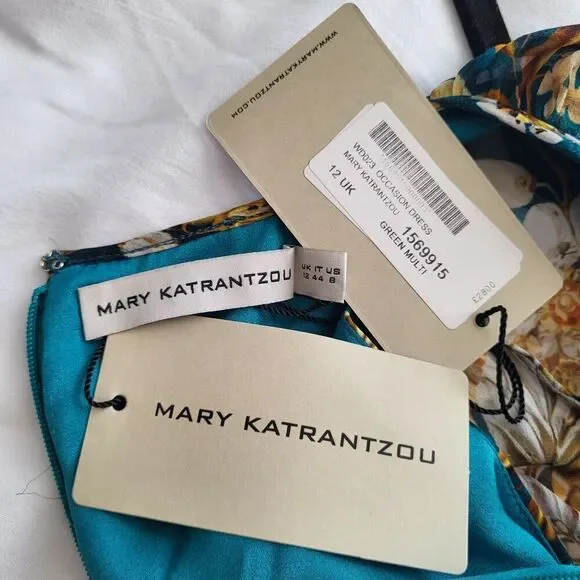 WWW.MARYKATRANTZOU.COM
WD023 OCCASION DRESS
MARY KATRANTZOU
12 UK
1569915
GREEN MULTI
£2800
MARY KATRANTZOU
UK IT US
12 44 8
MARY KATRANTZOU